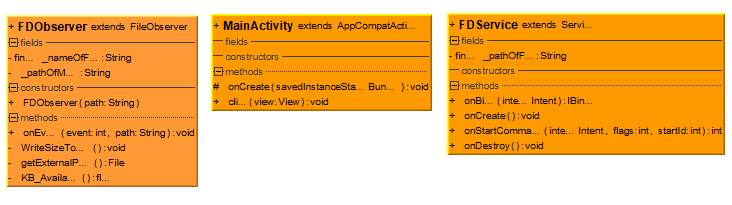 + FDObserver extends FileObserver
fields
- fin... _nameOfF... : String
- _pathOfM... : String
constructors
+ FDObserver(path:String)
methods
+ onEv... (event:int, path:String):void
- WriteSizeTo... ():void
- getExternalP... ():File
- KB_Availa... ():fl...
+ MainActivity extends AppCompatActi...
fields
constructors
methods
# onCreate(savedInstanceSta... Bun... ):void
+ cli... (view:View):void
+ FDService extends Servi...
fields
- fin... _pathOfF... :String
constructors
methods
+ onBi... (inte... Intent):IBin...
+ onCreate():void
+ onStartComma... (inte... Intent, flags:int, startId:int):int
+ onDestroy():void